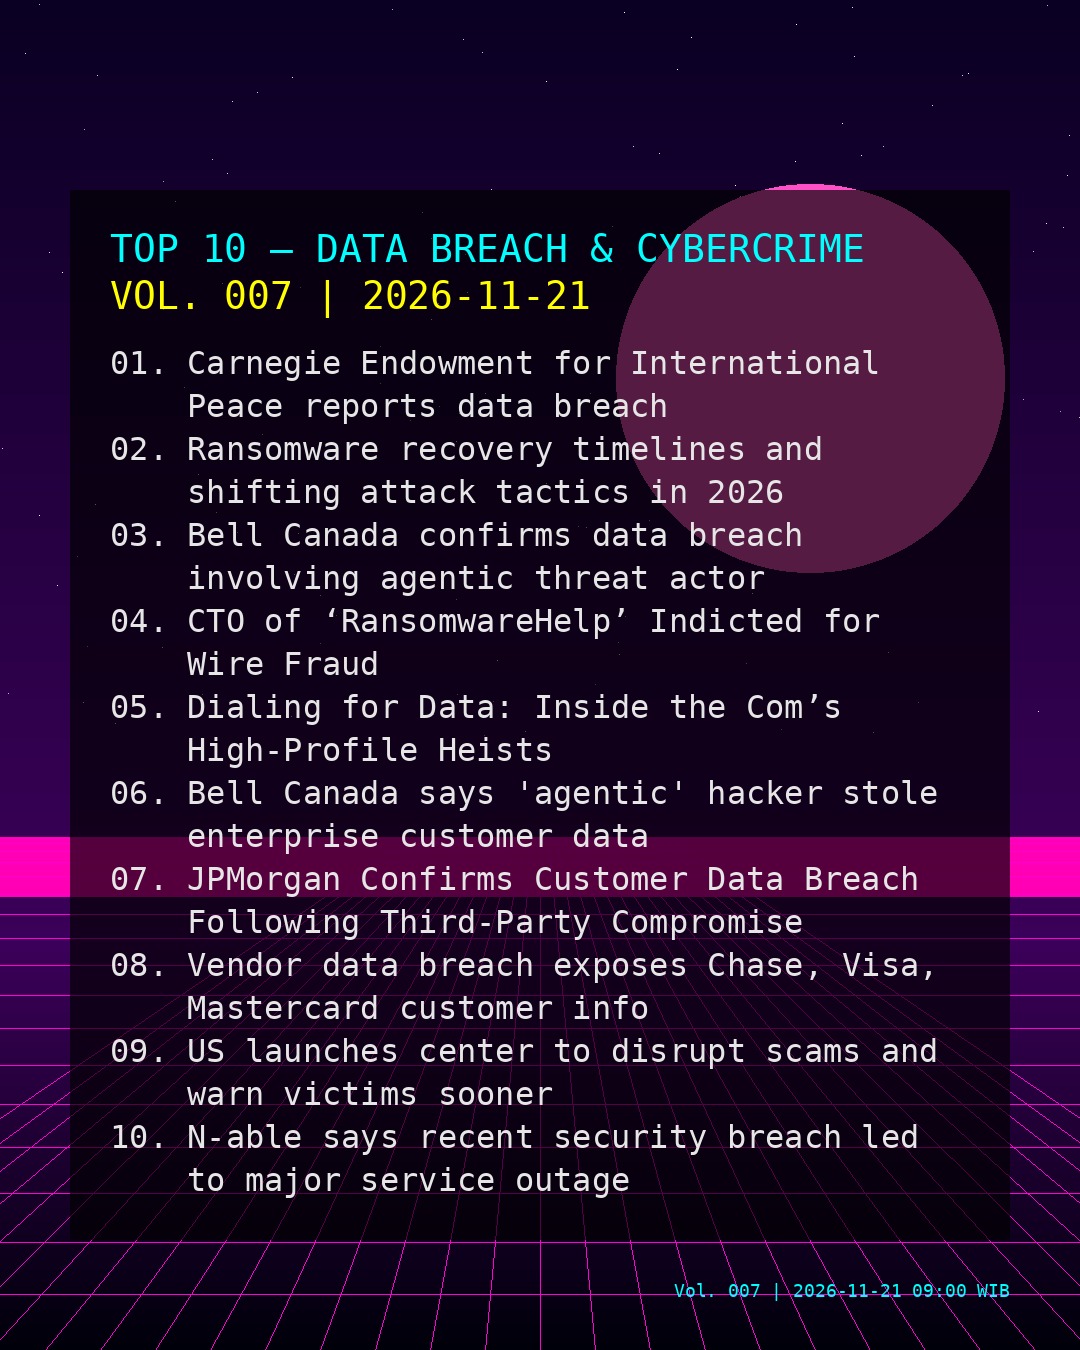 TOP 10 — DATA BREACH & CYBERCRIME
VOL. 007 | 2026-11-21
01. Carnegie Endowment for International
Peace reports data breach
02. Ransomware recovery timelines and
shifting attack tactics in 2026
03. Bell Canada confirms data breach
involving agentic threat actor
04. CTO of ‘RansomwareHelp’ Indicted for
Wire Fraud
05. Dialing for Data: Inside the Com’s
High-Profile Heists
06. Bell Canada says 'agentic' hacker stole
enterprise customer data
07. JPMorgan Confirms Customer Data Breach
Following Third-Party Compromise
08. Vendor data breach exposes Chase, Visa,
Mastercard customer info
09. US launches center to disrupt scams and
warn victims sooner
10. N-able says recent security breach led
to major service outage
Vol. 007 | 2026-11-21 09:00 WIB